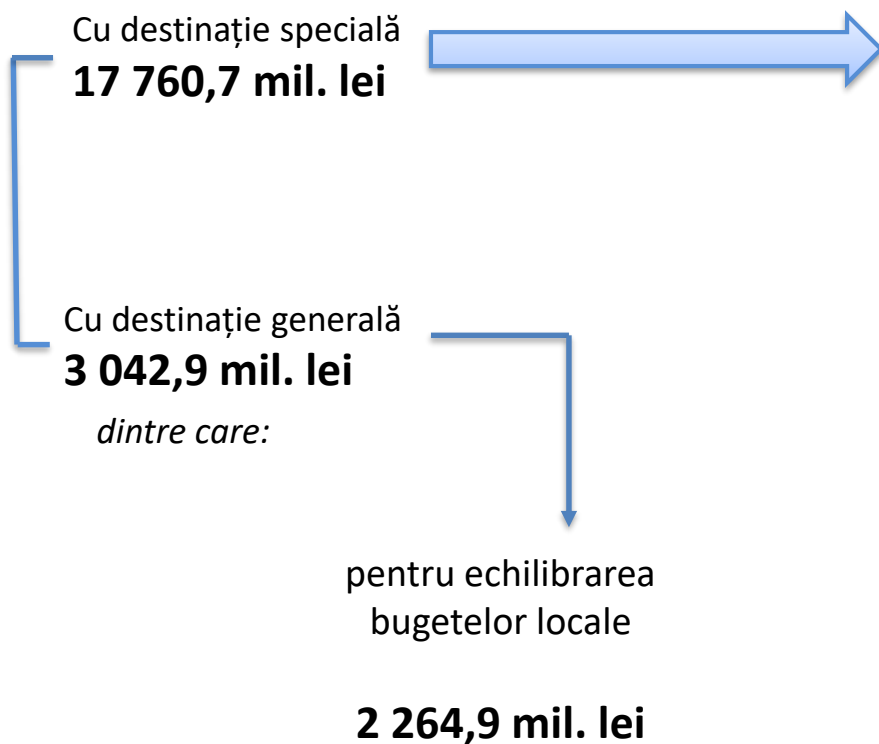 Cu destinație specială
17 760,7 mil. lei
Cu destinație generală
3 042,9 mil. lei
dintre care:
pentru echilibrarea
bugetelor locale
2 264,9 mil. lei